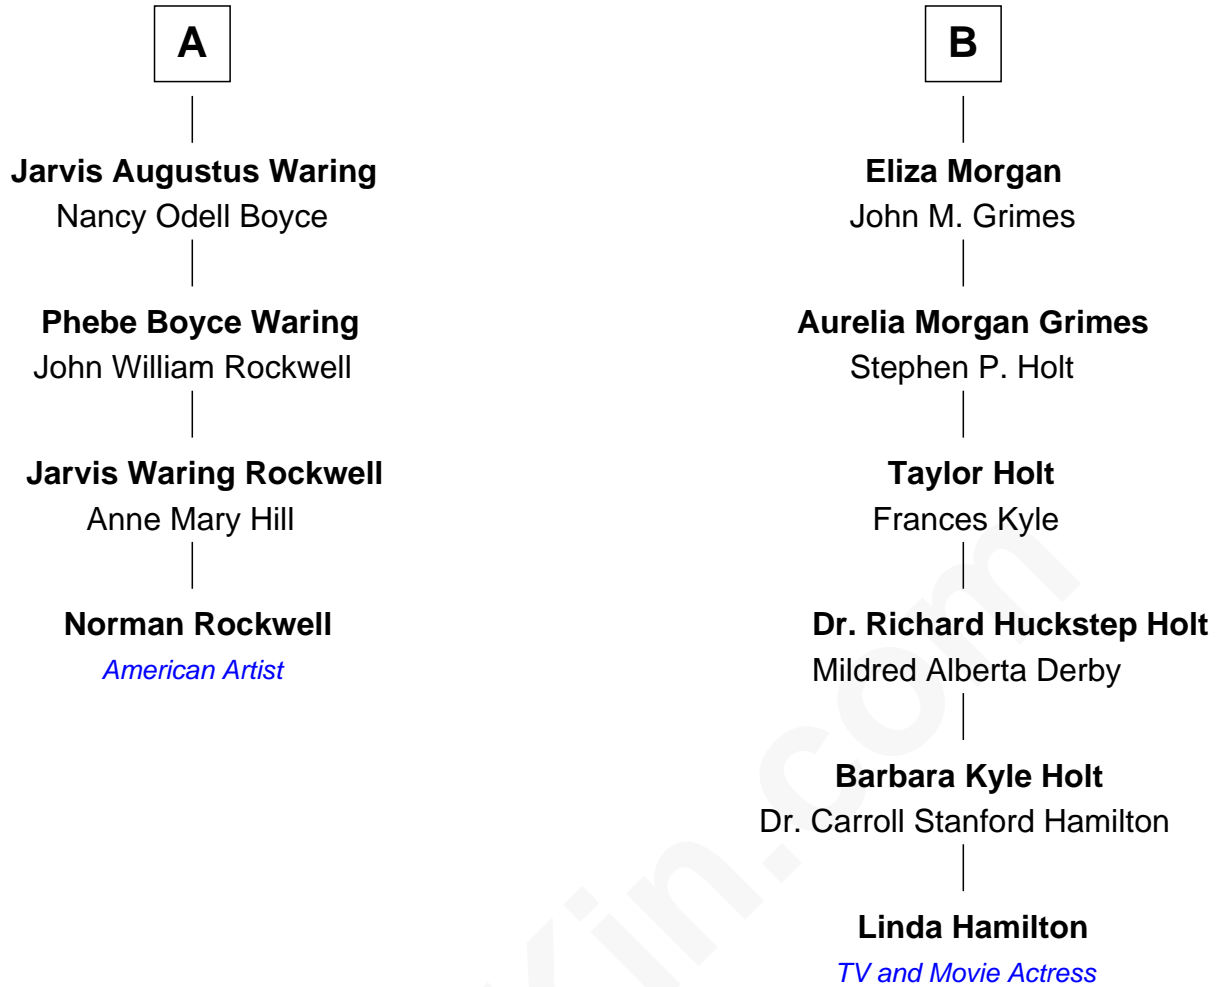 A
Jarvis Augustus Waring
Nancy Odell Boyce
Phebe Boyce Waring
John William Rockwell
Jarvis Waring Rockwell
Anne Mary Hill
Norman Rockwell
American Artist
B
Eliza Morgan
John M. Grimes
Aurelia Morgan Grimes
Stephen P. Holt
Taylor Holt
Frances Kyle
Dr. Richard Huckstep Holt
Mildred Alberta Derby
Barbara Kyle Holt
Dr. Carroll Stanford Hamilton
Linda Hamilton
TV and Movie Actress
Kin.com